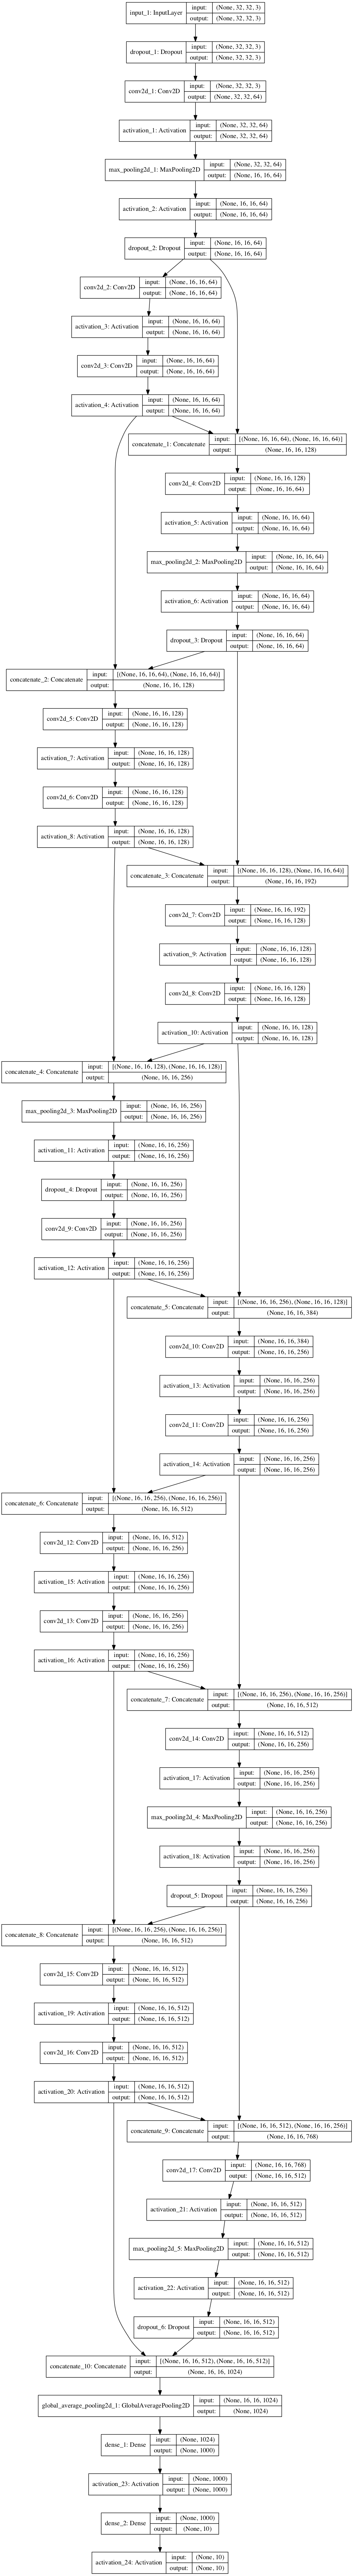 input_1: InputLayer input: (None, 32, 32, 3)
output: (None, 32, 32, 3)
dropout_1: Dropout input: (None, 32, 32, 3)
output: (None, 32, 32, 3)
conv2d_1: Conv2D input: (None, 32, 32, 3)
output: (None, 32, 32, 64)
activation_1: Activation input: (None, 32, 32, 64)
output: (None, 32, 32, 64)
max_pooling2d_1: MaxPooling2D input: (None, 32, 32, 64)
output: (None, 16, 16, 64)
activation_2: Activation input: (None, 16, 16, 64)
output: (None, 16, 16, 64)
dropout_2: Dropout input: (None, 16, 16, 64)
output: (None, 16, 16, 64)
conv2d_2: Conv2D input: (None, 16, 16, 64)
output: (None, 16, 16, 64)
activation_3: Activation input: (None, 16, 16, 64)
output: (None, 16, 16, 64)
conv2d_3: Conv2D input: (None, 16, 16, 64)
output: (None, 16, 16, 64)
activation_4: Activation input: (None, 16, 16, 64)
output: (None, 16, 16, 64)
concatenate_1: Concatenate input: [(None, 16, 16, 64), (None, 16, 16, 64)]
output: (None, 16, 16, 128)
conv2d_4: Conv2D input: (None, 16, 16, 128)
output: (None, 16, 16, 64)
activation_5: Activation input: (None, 16, 16, 64)
output: (None, 16, 16, 64)
max_pooling2d_2: MaxPooling2D input: (None, 16, 16, 64)
output: (None, 16, 16, 64)
activation_6: Activation input: (None, 16, 16, 64)
output: (None, 16, 16, 64)
dropout_3: Dropout input: (None, 16, 16, 64)
output: (None, 16, 16, 64)
concatenate_2: Concatenate input: [(None, 16, 16, 64), (None, 16, 16, 64)]
output: (None, 16, 16, 128)
conv2d_5: Conv2D input: (None, 16, 16, 128)
output: (None, 16, 16, 128)
activation_7: Activation input: (None, 16, 16, 128)
output: (None, 16, 16, 128)
conv2d_6: Conv2D input: (None, 16, 16, 128)
output: (None, 16, 16, 128)
activation_8: Activation input: (None, 16, 16, 128)
output: (None, 16, 16, 128)
concatenate_3: Concatenate input: [(None, 16, 16, 128), (None, 16, 16, 64)]
output: (None, 16, 16, 192)
conv2d_7: Conv2D input: (None, 16, 16, 192)
output: (None, 16, 16, 128)
activation_9: Activation input: (None, 16, 16, 128)
output: (None, 16, 16, 128)
conv2d_8: Conv2D input: (None, 16, 16, 128)
output: (None, 16, 16, 128)
activation_10: Activation input: (None, 16, 16, 128)
output: (None, 16, 16, 128)
concatenate_4: Concatenate input: [(None, 16, 16, 128), (None, 16, 16, 128)]
output: (None, 16, 16, 256)
max_pooling2d_3: MaxPooling2D input: (None, 16, 16, 256)
output: (None, 16, 16, 256)
activation_11: Activation input: (None, 16, 16, 256)
output: (None, 16, 16, 256)
dropout_4: Dropout input: (None, 16, 16, 256)
output: (None, 16, 16, 256)
conv2d_9: Conv2D input: (None, 16, 16, 256)
output: (None, 16, 16, 256)
activation_12: Activation input: (None, 16, 16, 256)
output: (None, 16, 16, 256)
concatenate_5: Concatenate input: [(None, 16, 16, 256), (None, 16, 16, 128)]
output: (None, 16, 16, 384)
conv2d_10: Conv2D input: (None, 16, 16, 384)
output: (None, 16, 16, 256)
activation_13: Activation input: (None, 16, 16, 256)
output: (None, 16, 16, 256)
conv2d_11: Conv2D input: (None, 16, 16, 256)
output: (None, 16, 16, 256)
activation_14: Activation input: (None, 16, 16, 256)
output: (None, 16, 16, 256)
concatenate_6: Concatenate input: [(None, 16, 16, 256), (None, 16, 16, 256)]
output: (None, 16, 16, 512)
conv2d_12: Conv2D input: (None, 16, 16, 512)
output: (None, 16, 16, 256)
activation_15: Activation input: (None, 16, 16, 256)
output: (None, 16, 16, 256)
conv2d_13: Conv2D input: (None, 16, 16, 256)
output: (None, 16, 16, 256)
activation_16: Activation input: (None, 16, 16, 256)
output: (None, 16, 16, 256)
concatenate_7: Concatenate input: [(None, 16, 16, 256), (None, 16, 16, 256)]
output: (None, 16, 16, 512)
conv2d_14: Conv2D input: (None, 16, 16, 512)
output: (None, 16, 16, 256)
activation_17: Activation input: (None, 16, 16, 256)
output: (None, 16, 16, 256)
max_pooling2d_4: MaxPooling2D input: (None, 16, 16, 256)
output: (None, 16, 16, 256)
activation_18: Activation input: (None, 16, 16, 256)
output: (None, 16, 16, 256)
dropout_5: Dropout input: (None, 16, 16, 256)
output: (None, 16, 16, 256)
concatenate_8: Concatenate input: [(None, 16, 16, 256), (None, 16, 16, 256)]
output: (None, 16, 16, 512)
conv2d_15: Conv2D input: (None, 16, 16, 512)
output: (None, 16, 16, 512)
activation_19: Activation input: (None, 16, 16, 512)
output: (None, 16, 16, 512)
conv2d_16: Conv2D input: (None, 16, 16, 512)
output: (None, 16, 16, 512)
activation_20: Activation input: (None, 16, 16, 512)
output: (None, 16, 16, 512)
concatenate_9: Concatenate input: [(None, 16, 16, 512), (None, 16, 16, 256)]
output: (None, 16, 16, 768)
conv2d_17: Conv2D input: (None, 16, 16, 768)
output: (None, 16, 16, 512)
activation_21: Activation input: (None, 16, 16, 512)
output: (None, 16, 16, 512)
max_pooling2d_5: MaxPooling2D input: (None, 16, 16, 512)
output: (None, 16, 16, 512)
activation_22: Activation input: (None, 16, 16, 512)
output: (None, 16, 16, 512)
dropout_6: Dropout input: (None, 16, 16, 512)
output: (None, 16, 16, 512)
concatenate_10: Concatenate input: [(None, 16, 16, 512), (None, 16, 16, 512)]
output: (None, 16, 16, 1024)
global_average_pooling2d_1: GlobalAveragePooling2D input: (None, 16, 16, 1024)
output: (None, 1024)
dense_1: Dense input: (None, 1024)
output: (None, 1000)
activation_23: Activation input: (None, 1000)
output: (None, 1000)
dense_2: Dense input: (None, 1000)
output: (None, 10)
activation_24: Activation input: (None, 10)
output: (None, 10)